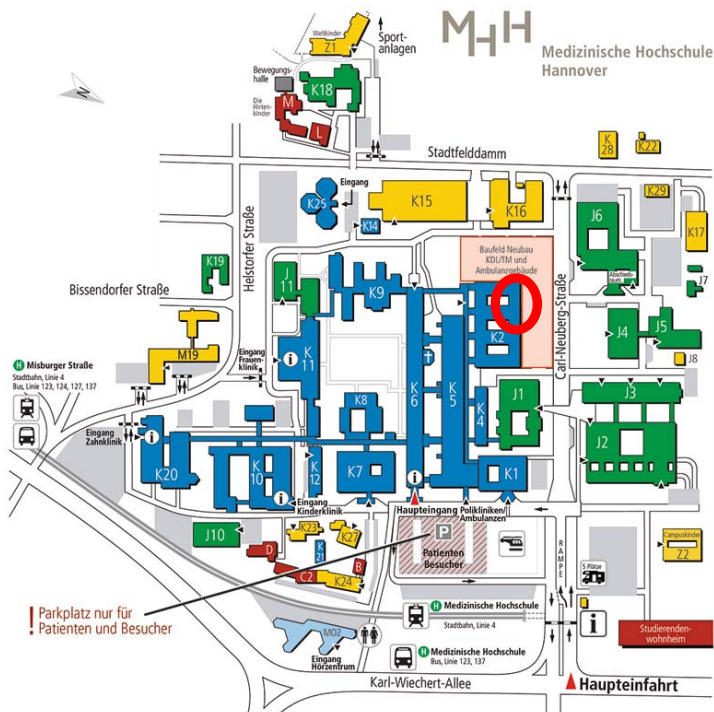 MHH
Medizinische Hochschule
Hannover
Weltkinder
Z1
Sport-
anlagen
Bewegungs-
halle
K18
M
Die
Hirten-
kinder
L
Stadtfelddamm
K
28
K22
K29
K17
K25
Eingang
K15
K16
K14
J6
Abschieds-
raum
J7
Helstorfer Straße
K19
Bissendorfer Straße
J
11
K9
Baufeld Neubau
KDL/TM und
Ambulanzgebäude
K2
Carl-Neuberg-Straße
J4
J5
J8
M19
Eingang
Frauen-
klinik
K
11
K
6
K
5
K
4
H Misburger Straße
Stadtbahn, Linie 4
Bus, Linie 123, 124, 127, 137
K8
J1
J3
J2
Eingang
Zahnklinik
K20
K
10
K
12
K7
K1
Eingang
Kinderklinik
Haupteingang
Polikliniken/
Ambulanzen
J10
D
K23
K27
K
21
C2
K24
B
P
Patienten
Besucher
RAMPE
5 Plätze
Campuskinder
Z2
! Parkplatz nur für
Patienten und Besucher
H Medizinische Hochschule
Stadtbahn, Linie 4
Studierenden-
wohnheim
MO2
Eingang
Hörzentrum
H Medizinische Hochschule
Bus, Linie 123, 137
Karl-Wiechert-Allee
Haupteinfahrt